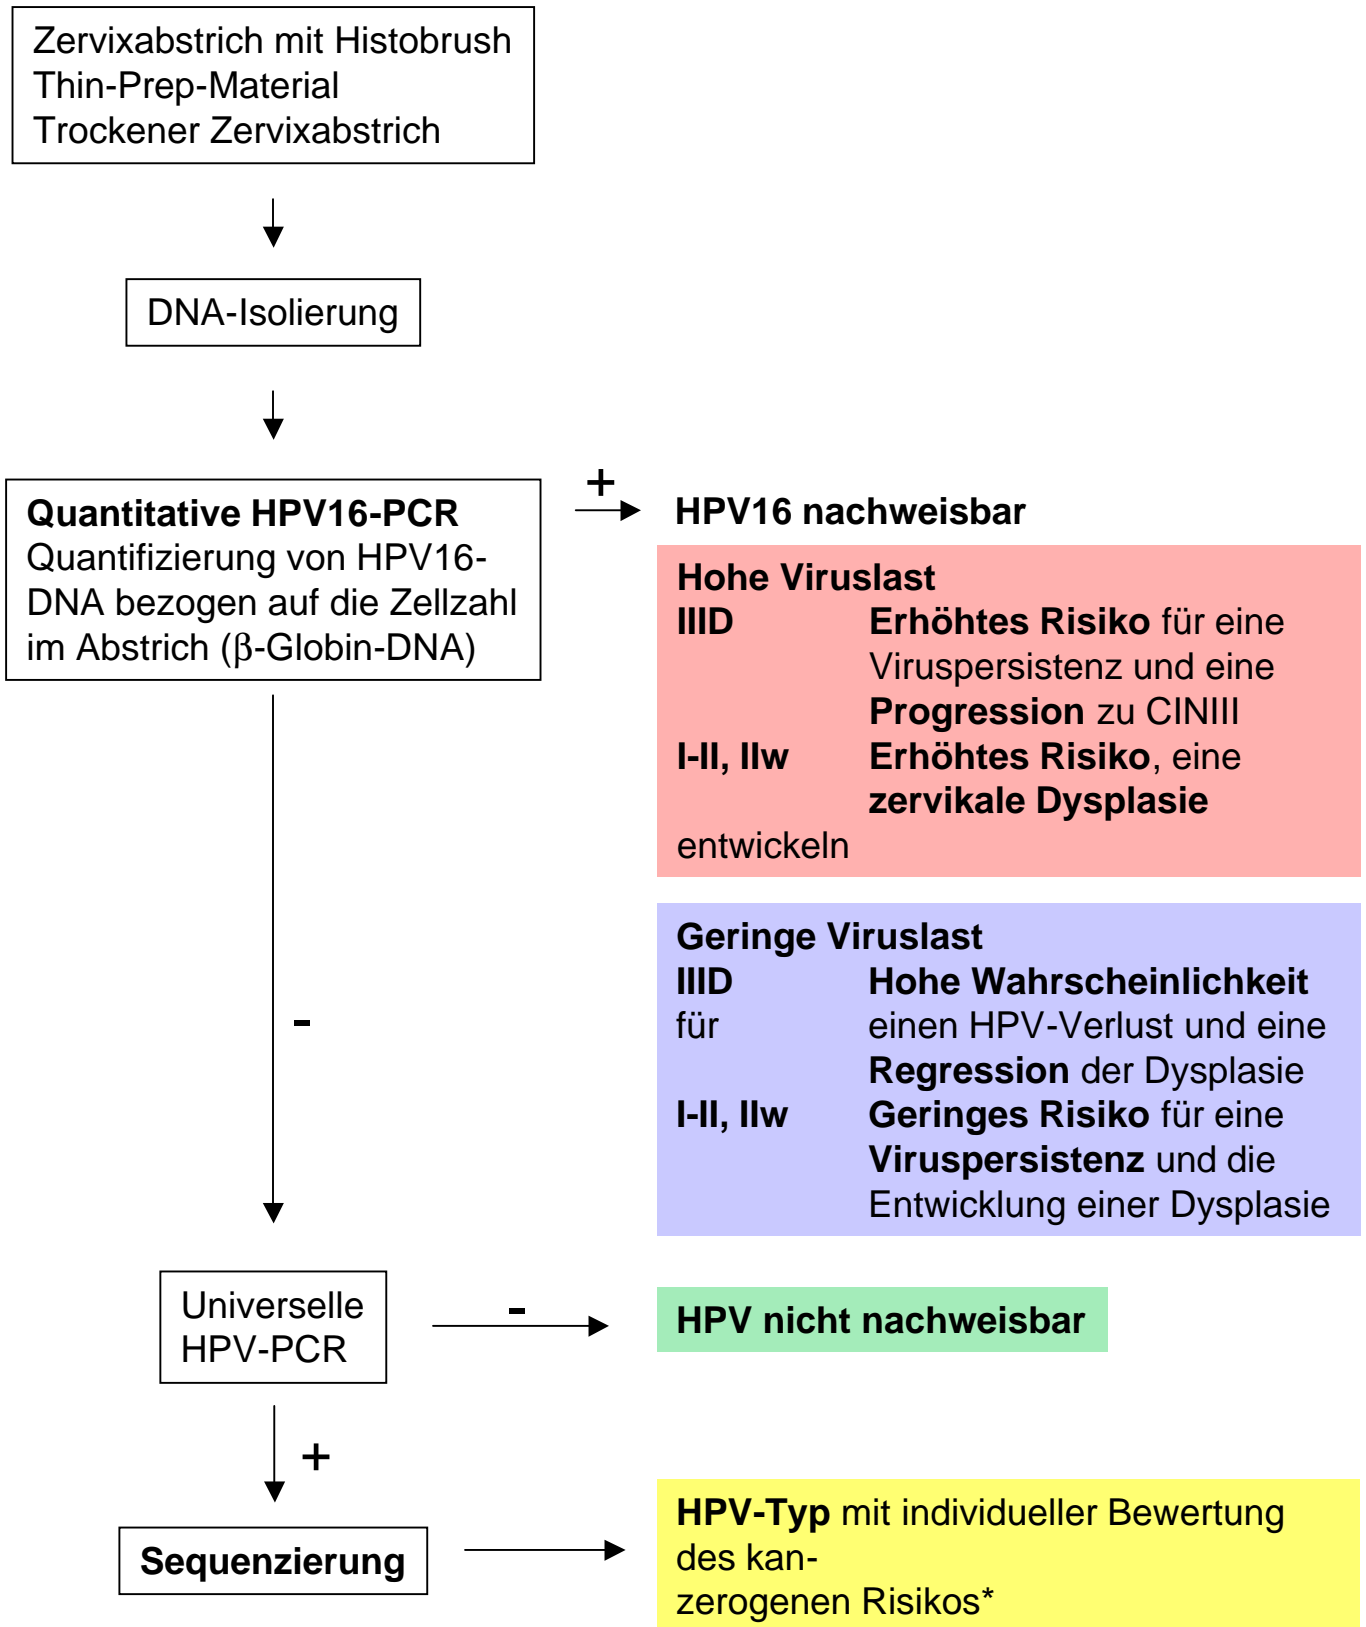 Zervixabstrich mit Histobrush
Thin-Prep-Material
Trockener Zervixabstrich
DNA-Isolierung
Quantitative HPV16-PCR
Quantifizierung von HPV16-
DNA bezogen auf die Zellzahl
im Abstrich (β-Globin-DNA)
+
HPV16 nachweisbar
Hohe Viruslast
IIID Erhöhtes Risiko für eine
Viruspersistenz und eine
Progression zu CINIII
I-II, IIw Erhöhtes Risiko, eine
zervikale Dysplasie
entwickeln
Geringe Viruslast
IIID Hohe Wahrscheinlichkeit
für einen HPV-Verlust und eine
Regression der Dysplasie
I-II, IIw Geringes Risiko für eine
Viruspersistenz und die
Entwicklung einer Dysplasie
-
Universelle
HPV-PCR
-
HPV nicht nachweisbar
+
Sequenzierung
HPV-Typ mit individueller Bewertung
des kan-
zerogenen Risikos*